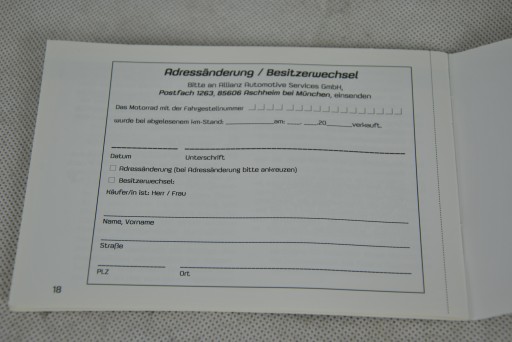 Adressänderung / Besitzerwechsel
Bitte an Allianz Automotive Services GmbH,
Postfach 1263, 85606 Aschheim bei München, einsenden
Das Motorrad mit der Fahrgestellnummer
wurde bei abgelesenem km-Stand: am: 20 verkauft.
Datum Unterschrift
Adressänderung (bei Adressänderung bitte ankreuzen)
Besitzerwechsel:
Käufer/in ist: Herr / Frau
Name, Vorname
Straße
PLZ Ort
18